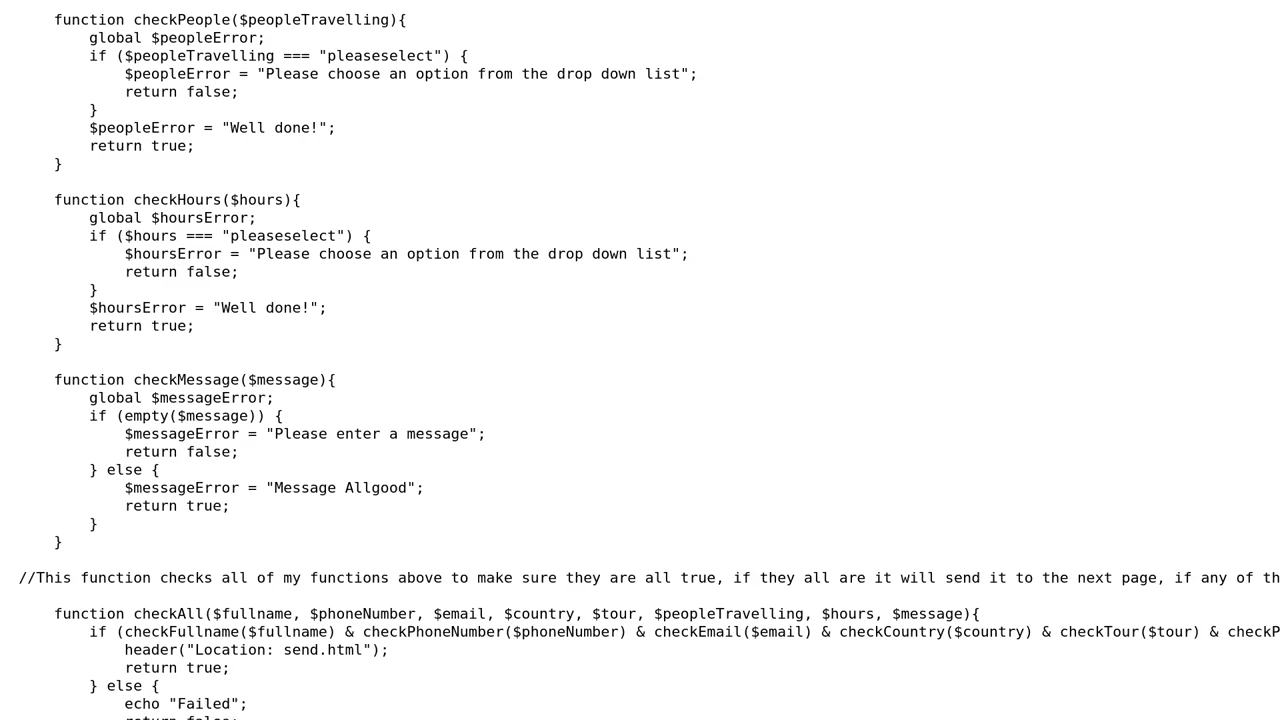 function checkPeople($peopleTravelling){
global $peopleError;
if ($peopleTravelling === "pleaseselect") {
$peopleError = "Please choose an option from the drop down list";
return false;
}
$peopleError = "Well done!";
return true;
}
function checkHours($hours){
global $hoursError;
if ($hours === "pleaseselect") {
$hoursError = "Please choose an option from the drop down list";
return false;
}
$hoursError = "Well done!";
return true;
}
function checkMessage($message){
global $messageError;
if (empty($message)) {
$messageError = "Please enter a message";
return false;
} else {
$messageError = "Message Allgood";
return true;
}
}
//This function checks all of my functions above to make sure they are all true, if they all are it will send it to the next page, if any of th
function checkAll($fullname, $phoneNumber, $email, $country, $tour, $peopleTravelling, $hours, $message){
if (checkFullname($fullname) & checkPhoneNumber($phoneNumber) & checkEmail($email) & checkCountry($country) & checkTour($tour) & checkP
header("Location: send.html");
return true;
} else {
echo "Failed";
return false;